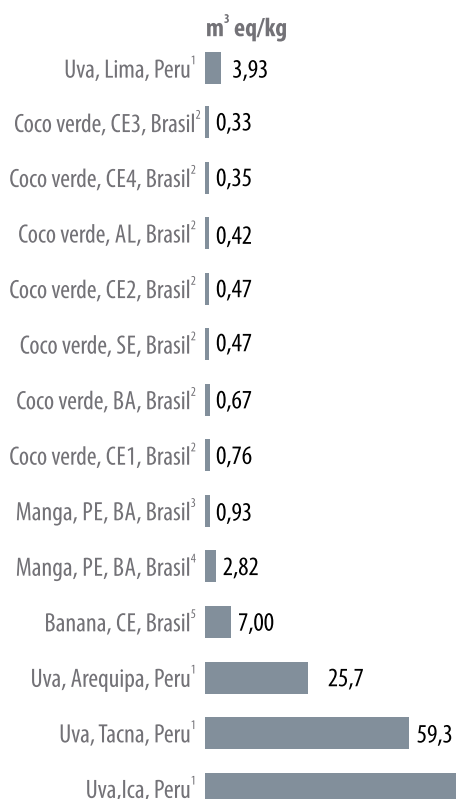 m³ eq/kg
Uva, Lima, Peru¹ 3,93
Coco verde, CE3, Brasil² 0,33
Coco verde, CE4, Brasil² 0,35
Coco verde, AL, Brasil² 0,42
Coco verde, CE2, Brasil² 0,47
Coco verde, SE, Brasil² 0,47
Coco verde, BA, Brasil² 0,67
Coco verde, CE1, Brasil² 0,76
Manga, PE, BA, Brasil³ 0,93
Manga, PE, BA, Brasil⁴ 2,82
Banana, CE, Brasil⁵ 7,00
Uva, Arequipa, Peru¹ 25,7
Uva, Tacna, Peru¹ 59,3
Uva,Ica, Peru¹